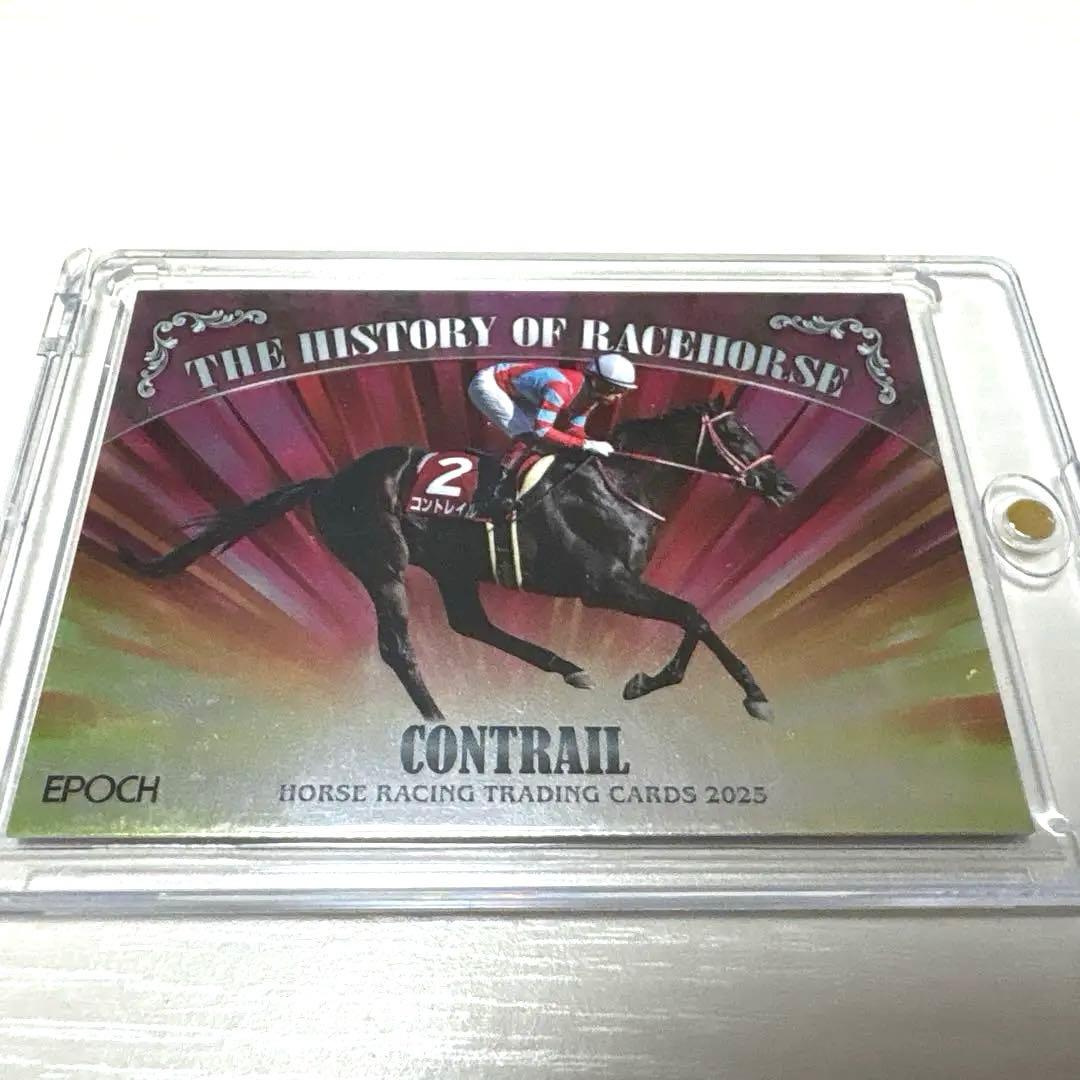 THE HISTORY OF RACEHORSE
2
コントレイル
CONTRAIL
EPOCH
HORSE RACING TRADING CARDS 2025